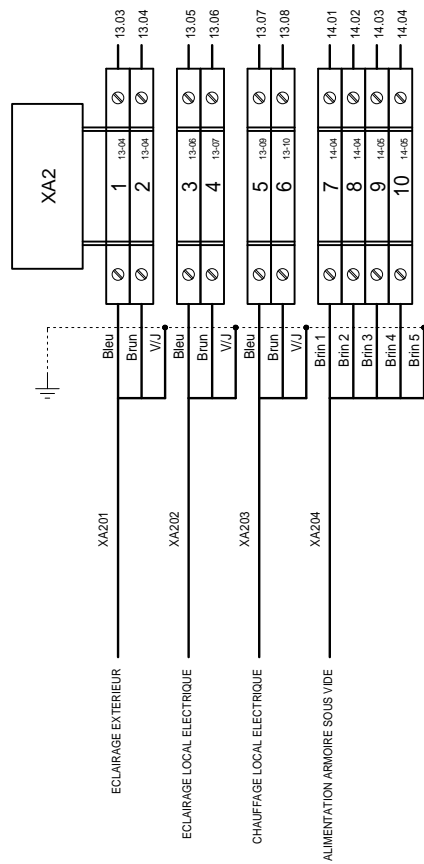 XA2
1 13-04 13.03
2 13-04 13.04
3 13-06 13.05
4 13-07 13.06
5 13-09 13.07
6 13-10 13.08
7 14-04 14.01
8 14-04 14.02
9 14-05 14.03
10 14-05 14.04
Bleu
Brun
V/J
Bleu
Brun
V/J
Bleu
Brun
V/J
Brin 1
Brin 2
Brin 3
Brin 4
Brin 5
XA201
XA202
XA203
XA204
ECLAIRAGE EXTERIEUR
ECLAIRAGE LOCAL ELECTRIQUE
CHAUFFAGE LOCAL ELECTRIQUE
ALIMENTATION ARMOIRE SOUS VIDE